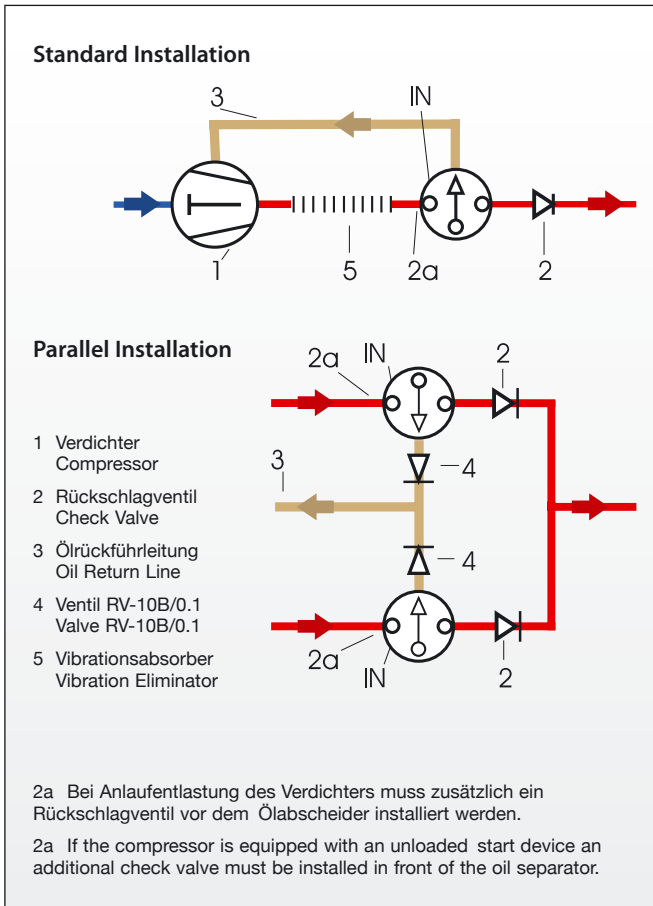 Standard Installation
3
IN
1
5
2a
2
Parallel Installation
2a
IN
2
1 Verdichter
Compressor
2 Rückschlagventil
Check Valve
3 Ölrückführleitung
Oil Return Line
4 Ventil RV-10B/0.1
Valve RV-10B/0.1
5 Vibrationsabsorber
Vibration Eliminator
3
4
4
2a
IN
2
2a Bei Anlaufentlastung des Verdichters muss zusätzlich ein
Rückschlagventil vor dem Ölabscheider installiert werden.
2a If the compressor is equipped with an unloaded start device an
additional check valve must be installed in front of the oil separator.